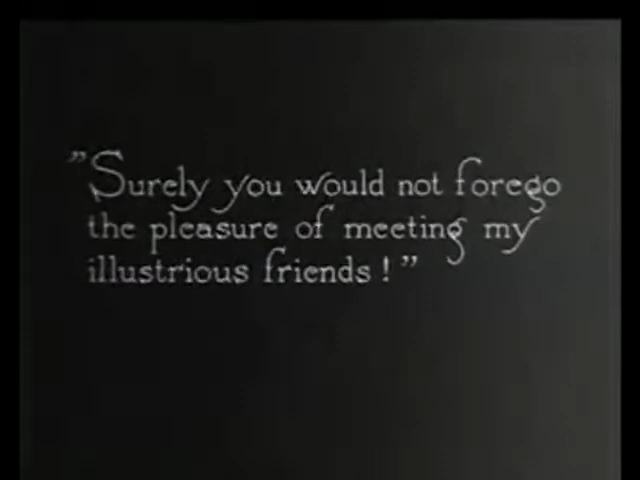 "Surely you would not forego
the pleasure of meeting my
illustrious friends!"